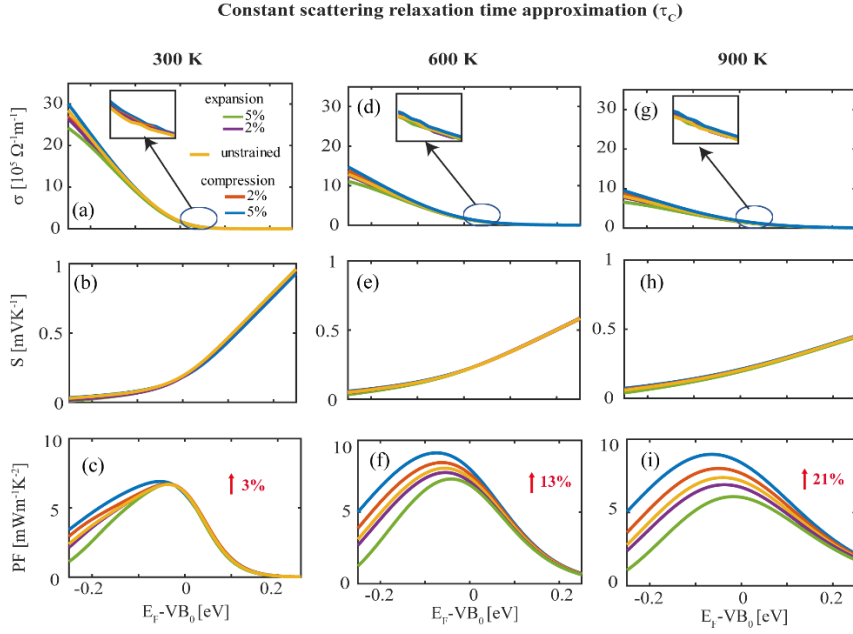 Constant scattering relaxation time approximation (τC)
300 K
600 K
900 K
σ [10⁵ Ω⁻¹m⁻¹]
30
20
10
0
expansion
5%
2%
unstrained
compression
2%
5%
(a)
30
20
10
0
(d)
30
20
10
0
(g)
S [mVK⁻¹]
1
0.5
0
(b)
1
0.5
0
(e)
1
0.5
0
(h)
PF [mWm⁻¹K⁻²]
10
5
0
(c)
3%
10
5
0
(f)
13%
10
5
0
(i)
21%
-0.2
0
0.2
-0.2
0
0.2
-0.2
0
0.2
E_F-VB₀ [eV]
E_F-VB₀ [eV]
E_F-VB₀ [eV]